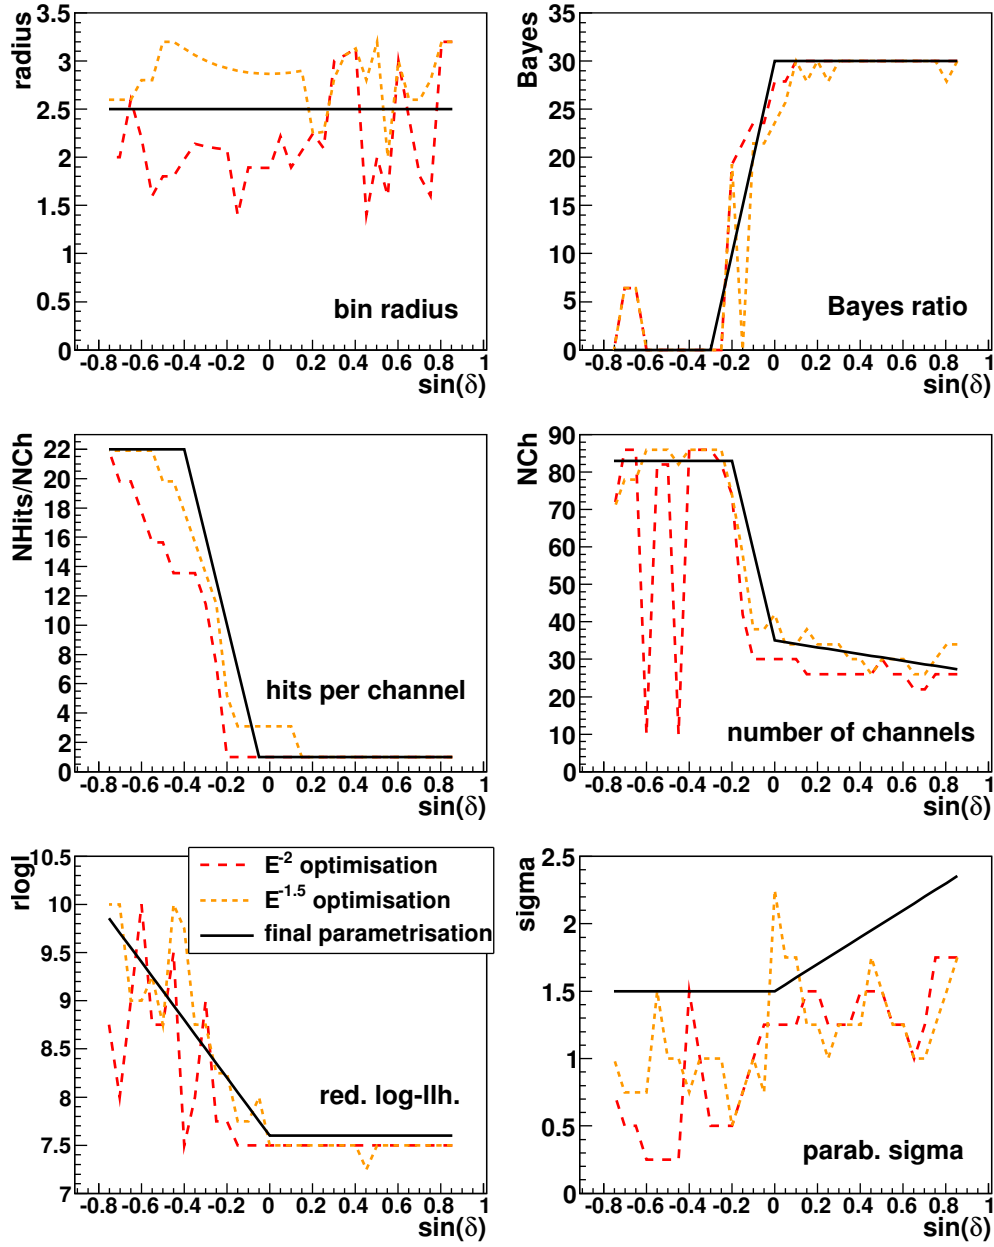 radius
3.5
3
2.5
2
1.5
1
0.5
0
bin radius
-0.8 -0.6 -0.4 -0.2 0 0.2 0.4 0.6 0.8 1
sin(δ)
Bayes
35
30
25
20
15
10
5
0
Bayes ratio
-0.8 -0.6 -0.4 -0.2 0 0.2 0.4 0.6 0.8 1
sin(δ)
NHits/NCh
22
20
18
16
14
12
10
8
6
4
2
0
hits per channel
-0.8 -0.6 -0.4 -0.2 0 0.2 0.4 0.6 0.8 1
sin(δ)
NCh
90
80
70
60
50
40
30
20
10
0
number of channels
-0.8 -0.6 -0.4 -0.2 0 0.2 0.4 0.6 0.8 1
sin(δ)
rlogl
10.5
10
9.5
9
8.5
8
7.5
7
E-2 optimisation
E-1.5 optimisation
final parametrisation
red. log-llh.
-0.8 -0.6 -0.4 -0.2 0 0.2 0.4 0.6 0.8 1
sin(δ)
sigma
2.5
2
1.5
1
0.5
0
parab. sigma
-0.8 -0.6 -0.4 -0.2 0 0.2 0.4 0.6 0.8 1
sin(δ)